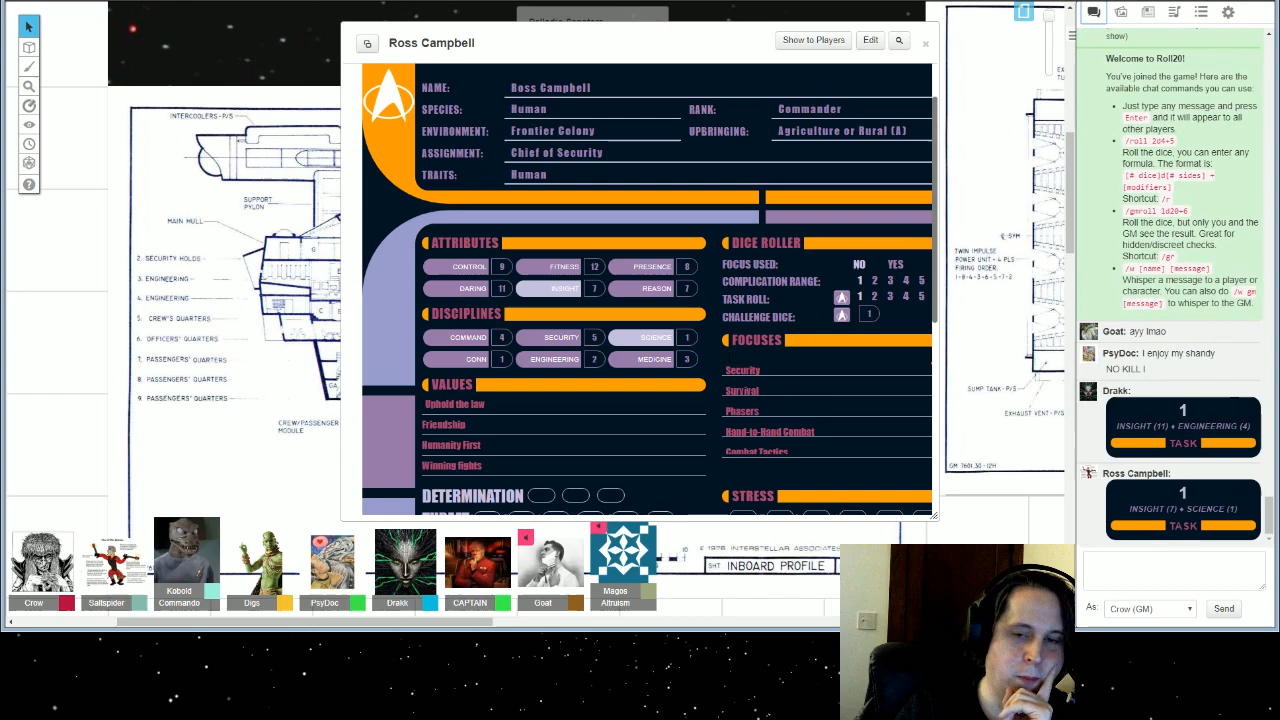 Ross Campbell
Show to Players
Edit
NAME: Ross Campbell
SPECIES: Human RANK: Commander
ENVIRONMENT: Frontier Colony UPBRINGING: Agriculture or Rural (A)
ASSIGNMENT: Chief of Security
TRAITS: Human
ATTRIBUTES
CONTROL 9 FITNESS 12 PRESENCE 8
DARING 11 INSIGHT 7 REASON 7
DISCIPLINES
COMMAND 4 SECURITY 5 SCIENCE 1
CONN 1 ENGINEERING 2 MEDICINE 3
VALUES
Uphold the law
Friendship
Humanity First
Winning fights
DETERMINATION
DICE ROLLER
FOCUS USED: NO YES
COMPLICATION RANGE: 1 2 3 4 5
TASK ROLL: 1 2 3 4 5
CHALLENGE DICE: 1
FOCUSES
Security
Survival
Phasers
Hand-to-Hand Combat
Combat Tactics
STRESS
INTERCOOLERS-P/S
SUPPORT
PYLON
MAIN HULL
2. SECURITY HOLDS
3. ENGINEERING
4. ENGINEERING
5. CREW'S QUARTERS
6. OFFICERS' QUARTERS
7. PASSENGERS' QUARTERS
8. PASSENGERS' QUARTERS
9. PASSENGERS' QUARTERS
CREW/PASSENGER
MODULE
TWIN IMPULSE
POWER UNIT - 4 PLS
FIRING ORDER:
1-8-4-3-6-5-7-2
SYM
SUMP TANK - P/S
EXHAUST VENT - P/S
GM 7601.30-12H
© 1976 INTERSTELLAR ASSOCIATES
SHT INBOARD PROFILE
Crow
Saltspider
Kobold
Commando
Digs
PsyDoc
Drakk
CAPTAIN
Goat
Magos
Altruism
show)
Welcome to Roll20!
You've joined the game! Here are the
available chat commands you can use:
Just type any message and press
Enter and it will appear to all
other players.
/roll 2d4+5
Roll the dice, you can enter any
formula. The format is:
[# dice]d[# sides] +
[modifiers]
Shortcut: /r
/gmroll 1d20+6
Roll the dice, but only you and the
GM see the result. Great for
hidden/discreet checks.
Shortcut: /gr
/w [name] [message]
Whisper a message to a player or
character. You can also do /w gm
[message] to whisper to the GM.
Goat: ayy lmao
PsyDoc: I enjoy my shandy
NO KILL I
Drakk:
1
INSIGHT (11) ♦ ENGINEERING (4)
TASK
Ross Campbell:
1
INSIGHT (7) ♦ SCIENCE (1)
TASK
As: Crow (GM)
Send